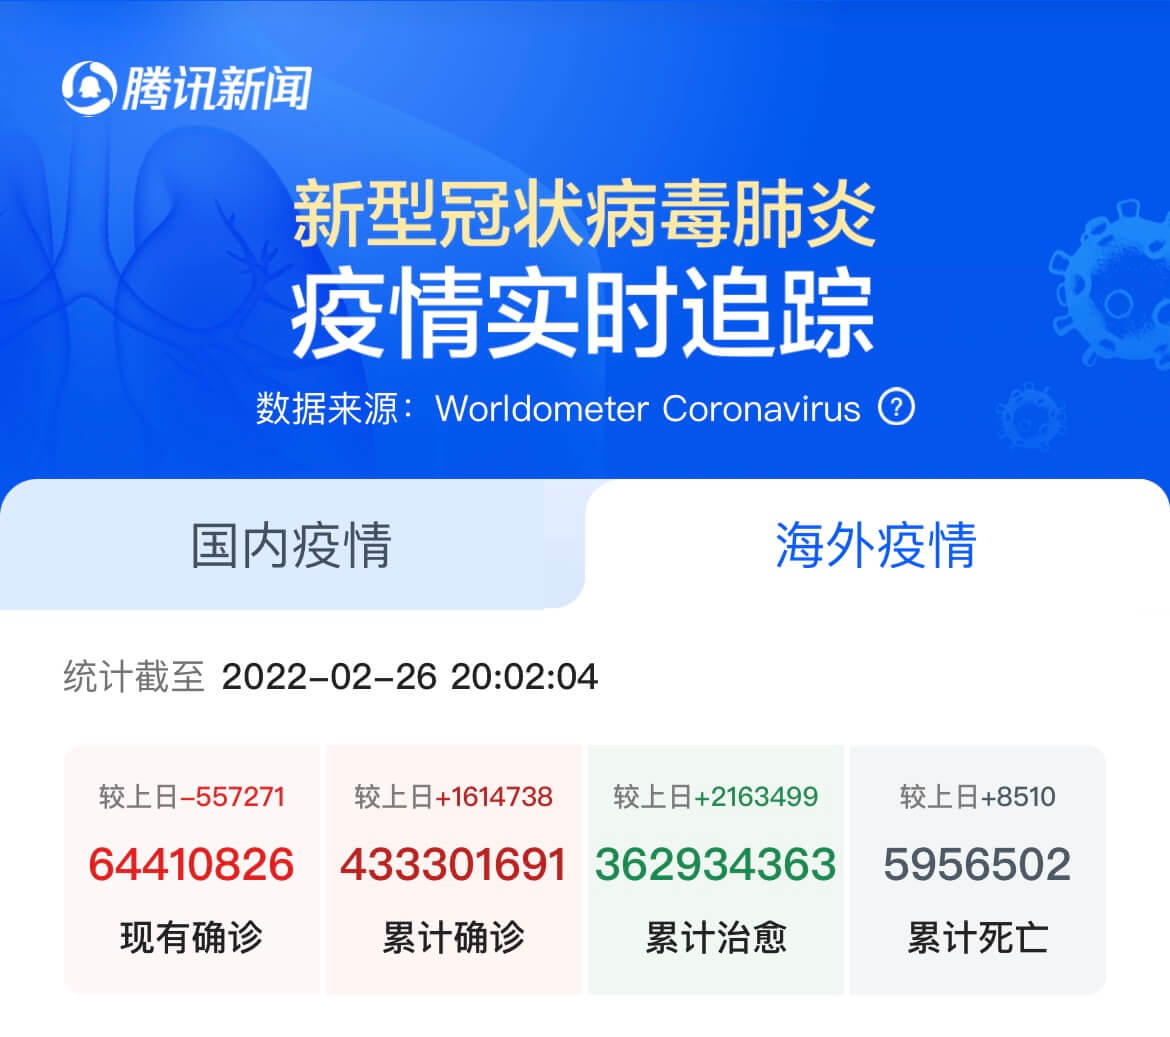 腾讯新闻
新型冠状病毒肺炎
疫情实时追踪
数据来源：Worldometer Coronavirus ?
国内疫情 海外疫情
统计截至 2022-02-26 20:02:04
较上日-557271 较上日+1614738 较上日+2163499 较上日+8510
64410826 433301691 362934363 5956502
现有确诊 累计确诊 累计治愈 累计死亡